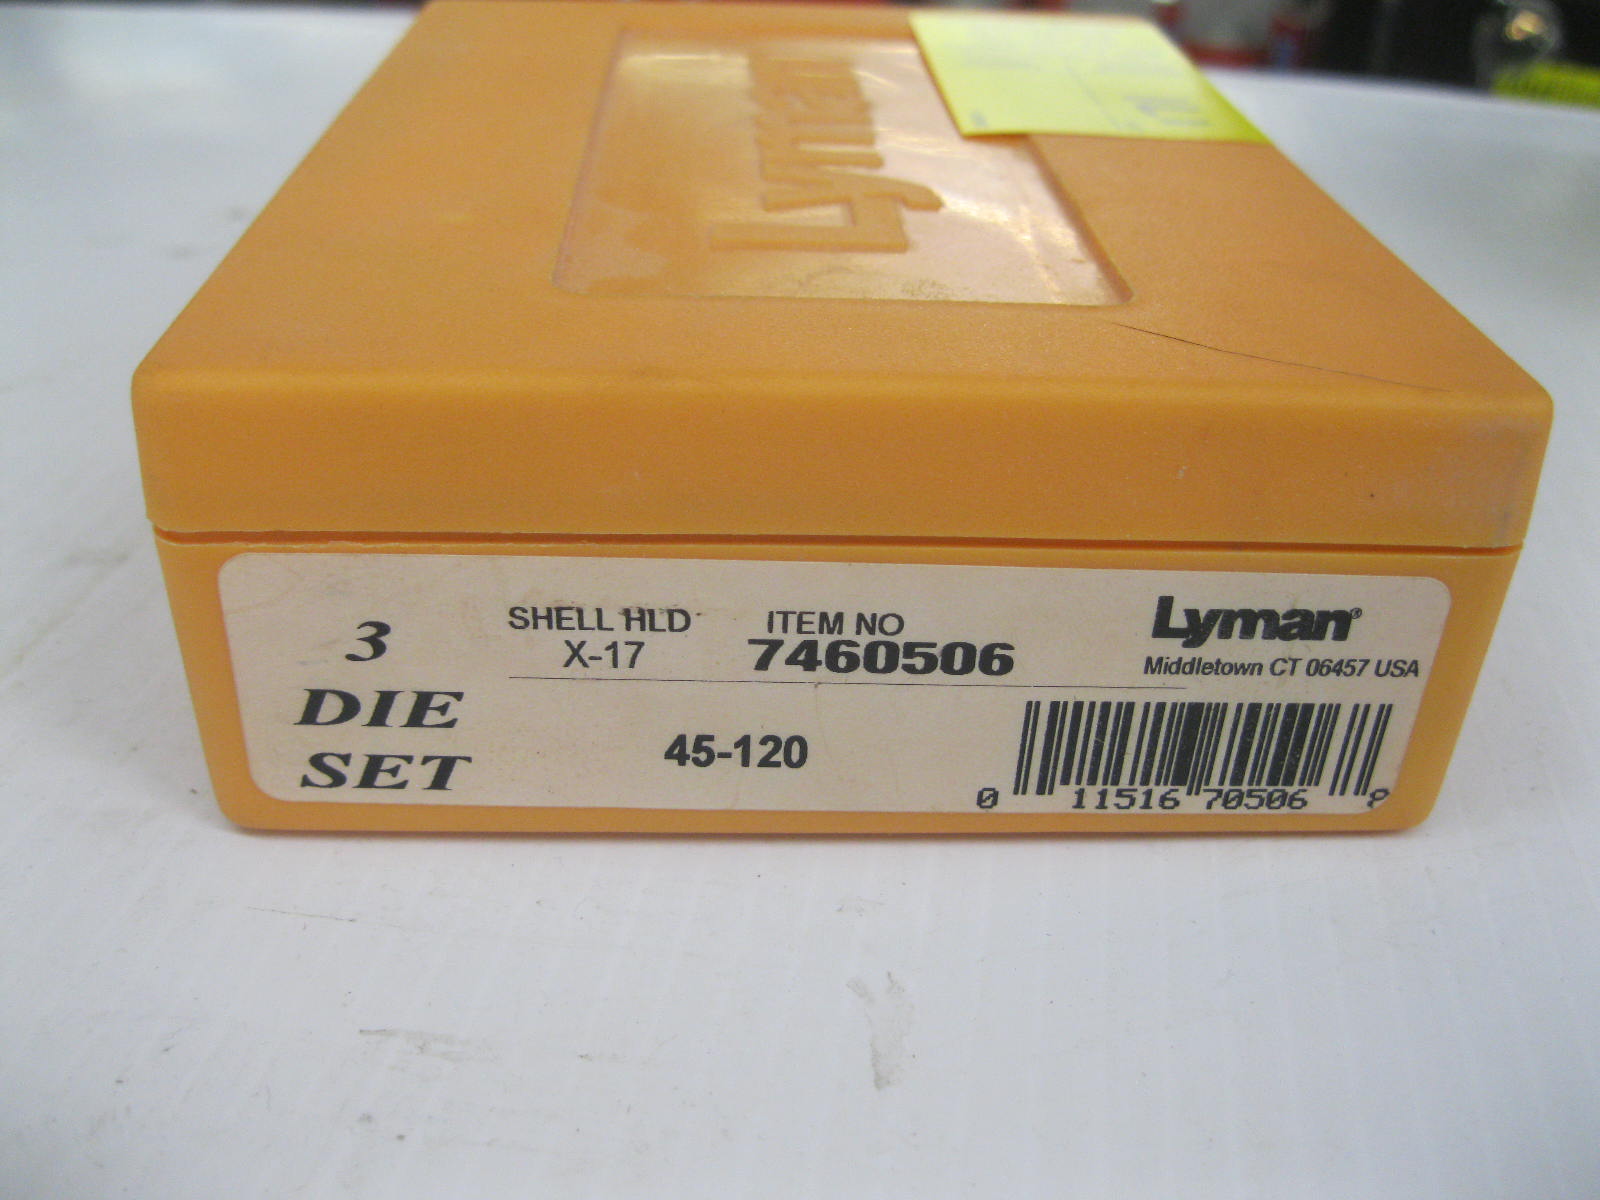 Lyman
3
DIE
SET
SHELL HLD
X-17
ITEM NO
7460506
45-120
Lyman®
Middletown CT 06457 USA
0 11516 70506 8